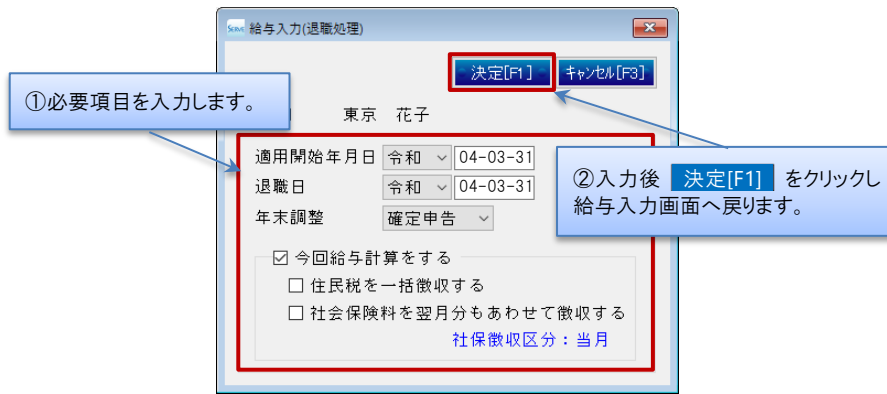 SERVE 給与入力(退職処理)
決定[F1] キャンセル[F3]
①必要項目を入力します。
東京 花子
適用開始年月日 令和 04-03-31
退職日 令和 04-03-31
年末調整 確定申告
②入力後 決定[F1] をクリックし
給与入力画面へ戻ります。
今回給与計算をする
住民税を一括徴収する
社会保険料を翌月分もあわせて徴収する
社保徴収区分：当月